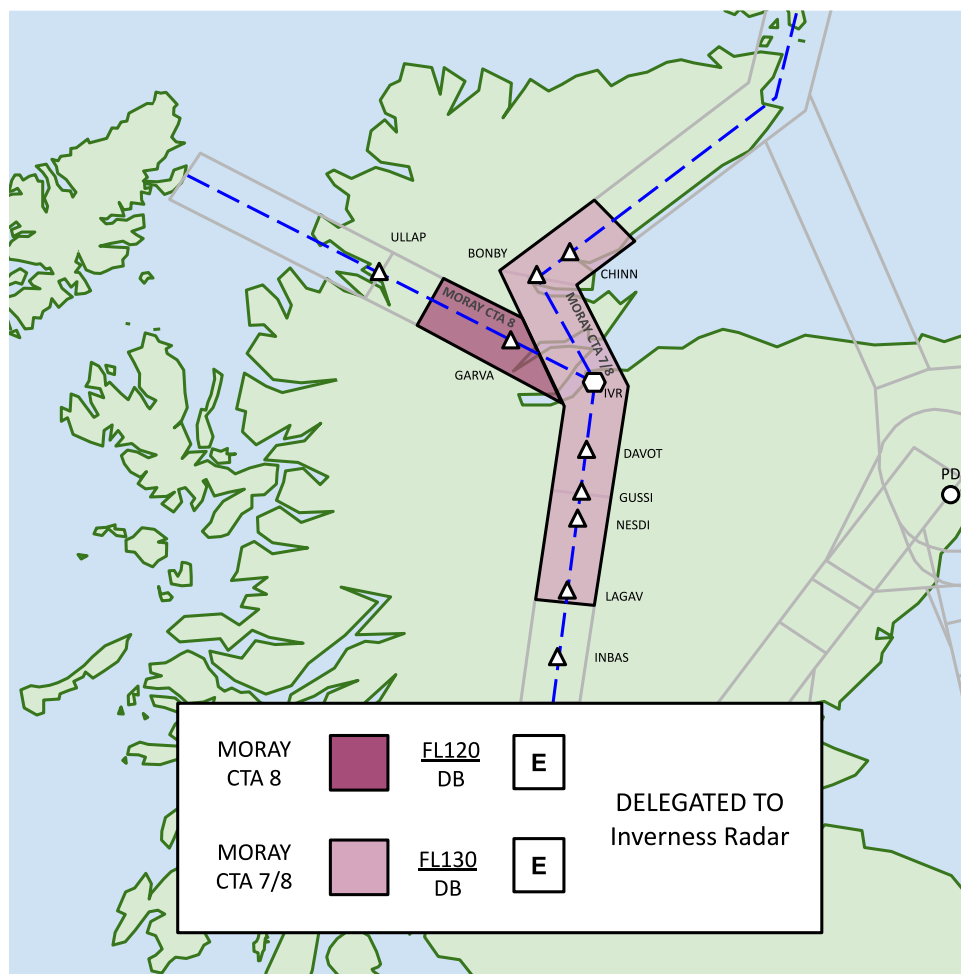 ULLAP
BONBY
CHINN
MORAY CTA 8
MORAY CTA 7/8
GARVA
IVR
DAVOT
PD
GUSSI
NESDI
LAGAV
INBAS
MORAY
CTA 8
FL120
DB
E
DELEGATED TO
Inverness Radar
MORAY
CTA 7/8
FL130
DB
E